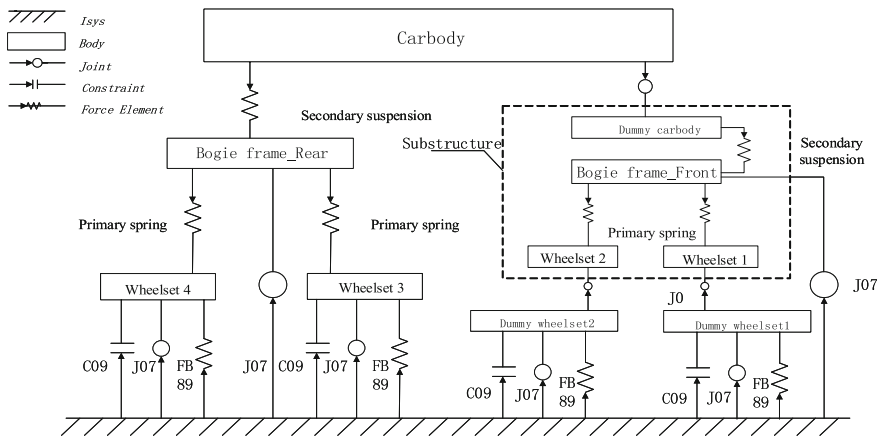 Isys
Body
Joint
Constraint
Force Element
Carbody
Secondary suspension
Substructure
Dummy carbody
Secondary
suspension
Bogie frame_Rear
Bogie frame_Front
Primary spring
Primary spring
Primary spring
Wheelset 2
Wheelset 1
Wheelset 4
Wheelset 3
J07
J0
Dummy wheelset2
Dummy wheelset1
C09
J07
FB
89
J07
C09
J07
FB
89
C09
J07
FB
89
C09
J07
FB
89